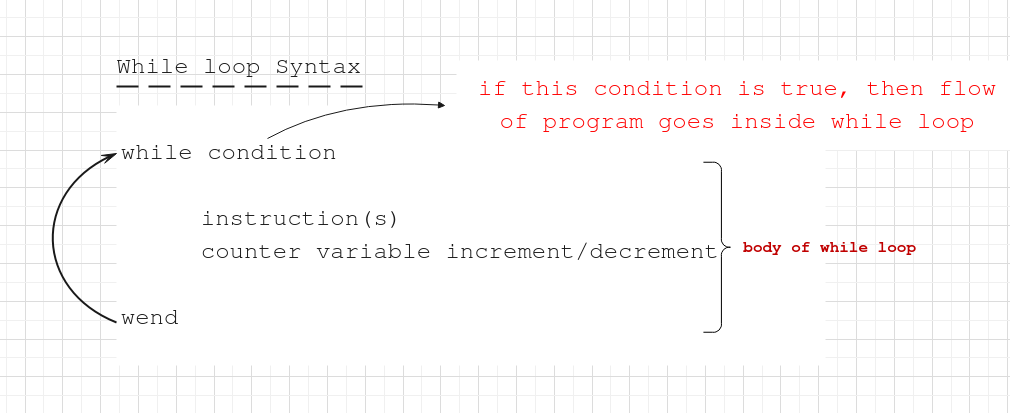 While loop Syntax
if this condition is true, then flow
of program goes inside while loop
while condition
instruction(s)
counter variable increment/decrement
body of while loop
wend